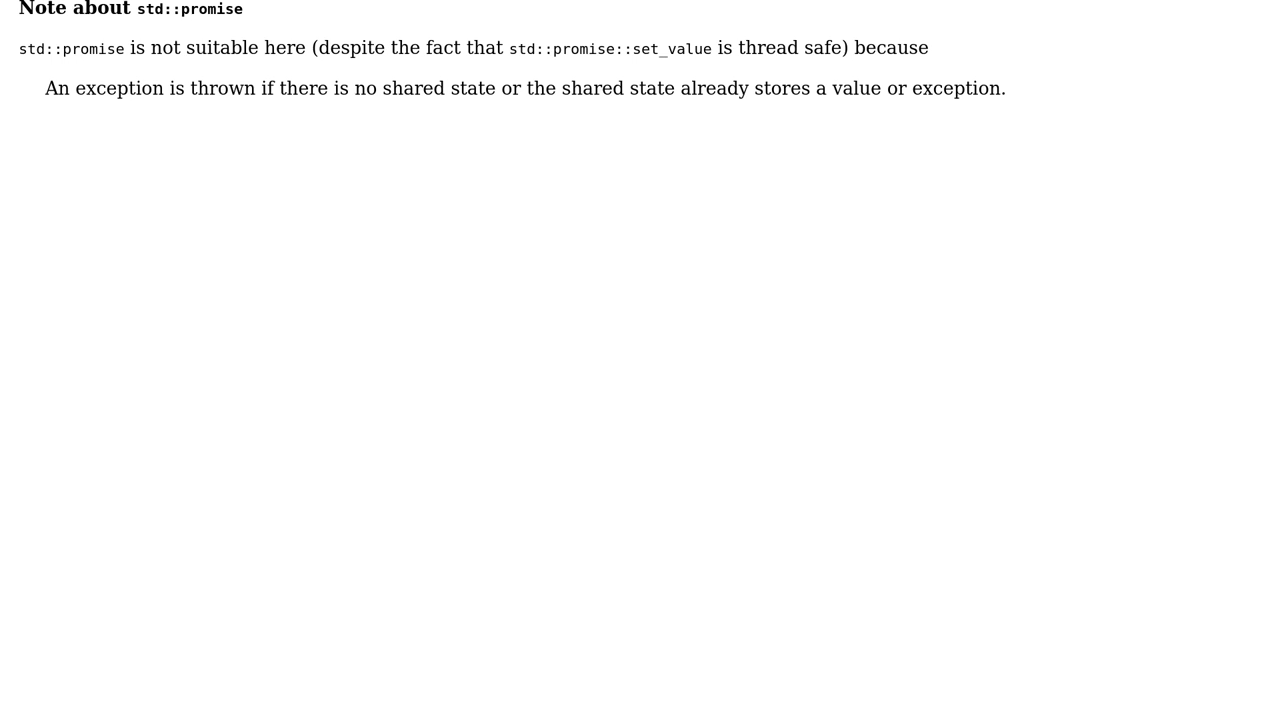 Note about std::promise
std::promise is not suitable here (despite the fact that std::promise::set_value is thread safe) because
An exception is thrown if there is no shared state or the shared state already stores a value or exception.